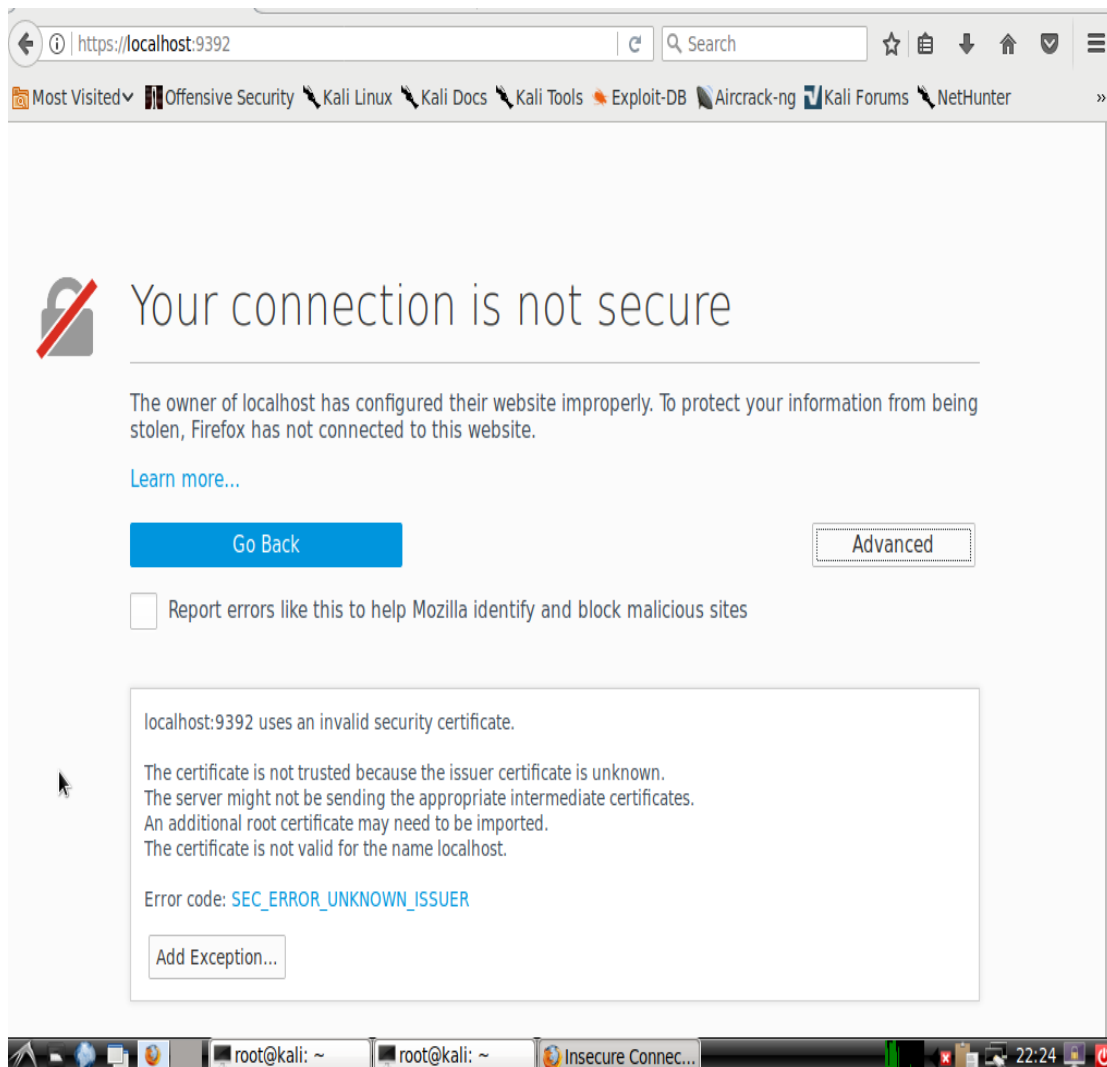 https://localhost:9392
Search
Most Visited Offensive Security Kali Linux Kali Docs Kali Tools Exploit-DB Aircrack-ng Kali Forums NetHunter »
Your connection is not secure
The owner of localhost has configured their website improperly. To protect your information from being
stolen, Firefox has not connected to this website.
Learn more...
Go Back
Advanced
Report errors like this to help Mozilla identify and block malicious sites
localhost:9392 uses an invalid security certificate.
The certificate is not trusted because the issuer certificate is unknown.
The server might not be sending the appropriate intermediate certificates.
An additional root certificate may need to be imported.
The certificate is not valid for the name localhost.
Error code: SEC_ERROR_UNKNOWN_ISSUER
Add Exception...
root@kali: ~
root@kali: ~
Insecure Connec...
22:24